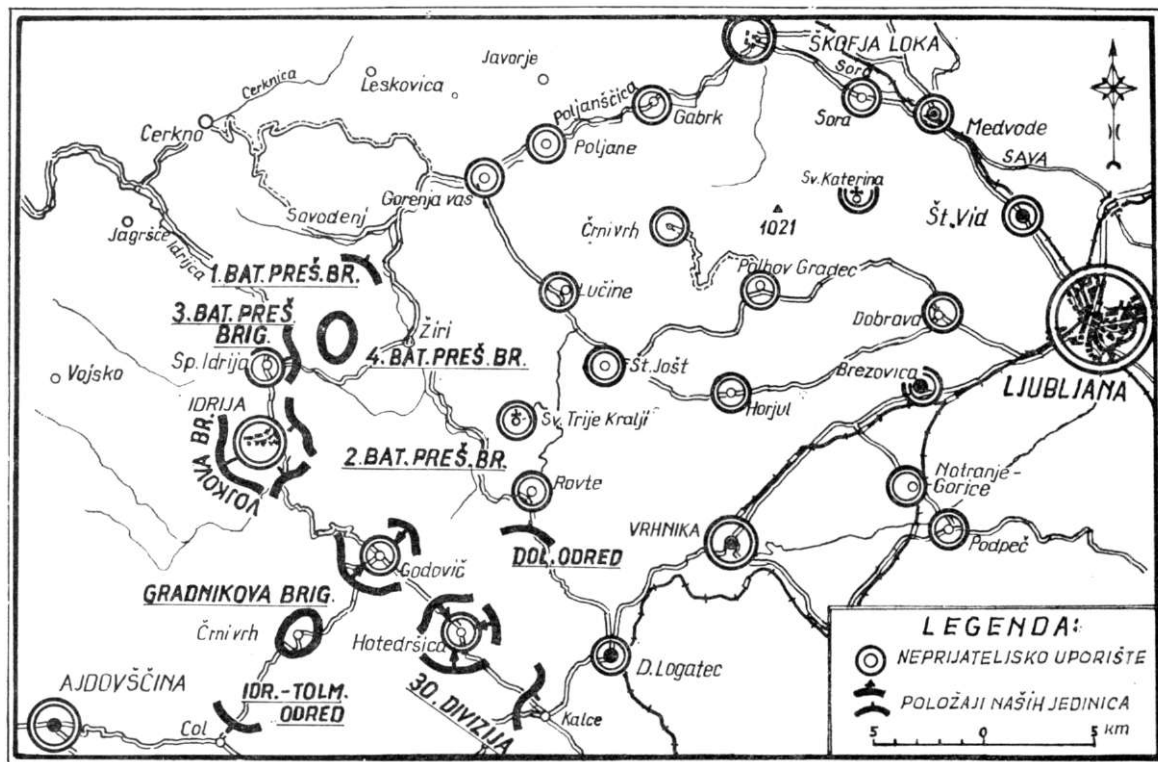 ŠKOFJA LOKA
Javorje
Leskovica
Cerknica
Sora
Poljanščica
Gabrk
Sora
Medvode
Cerkno
Poljane
SAVA
Gorenja vas
Sv. Katerina
Št. Vid
Savodenj
Črni vrh
1021
Jagršče
Idrijca
1. BAT. PREŠ. BR.
Polhov Gradec
Lučine
3. BAT. PREŠ
BRIG.
Žiri
Dobrava
4. BAT. PREŠ. BR.
Sp. Idrija
Št. Jošt
Brezovica
LJUBLJANA
Vojsko
Horjul
IDRIJA
Sv. Trije Kralji
VOJKOVA BR.
2. BAT. PREŠ. BR.
Rovte
Notranje-
Gorice
VRHNIKA
Podpeč
Godovič
DOL. ODRED
GRADNIKOVA BRIG.
Črni vrh
Hotedršica
D. Logatec
AJDOVŠČINA
IDR.-TOLM.
ODRED
30. DIVIZIJA
Kalce
Col
LEGENDA:
NEPRIJATELJSKO UPORIŠTE
POLOŽAJI NAŠIH JEDINICA
5 0 5 km